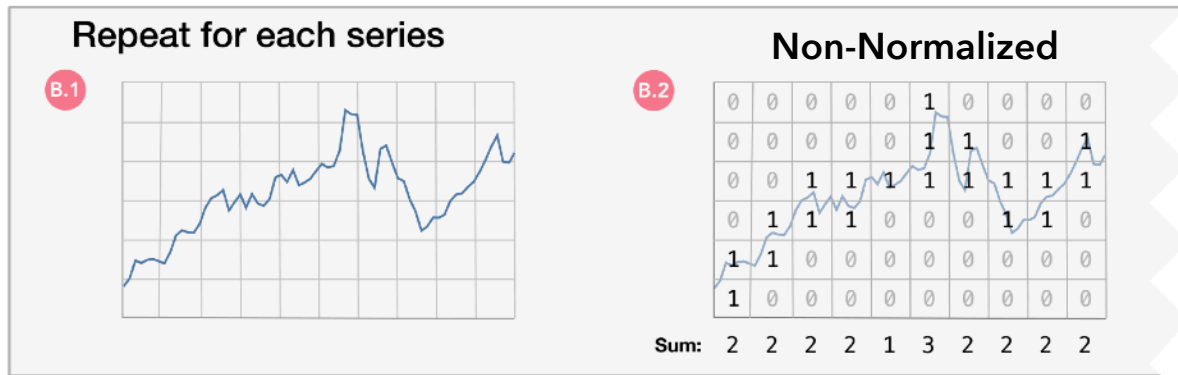 Repeat for each series
Non-Normalized
B.1
B.2
0 0 0 0 0 1 0 0 0 0
0 0 0 0 0 1 1 0 0 1
0 0 1 1 1 1 1 1 1 1
0 1 1 1 0 0 0 1 1 0
1 1 0 0 0 0 0 0 0 0
1 0 0 0 0 0 0 0 0 0
Sum: 2 2 2 2 1 3 2 2 2 2